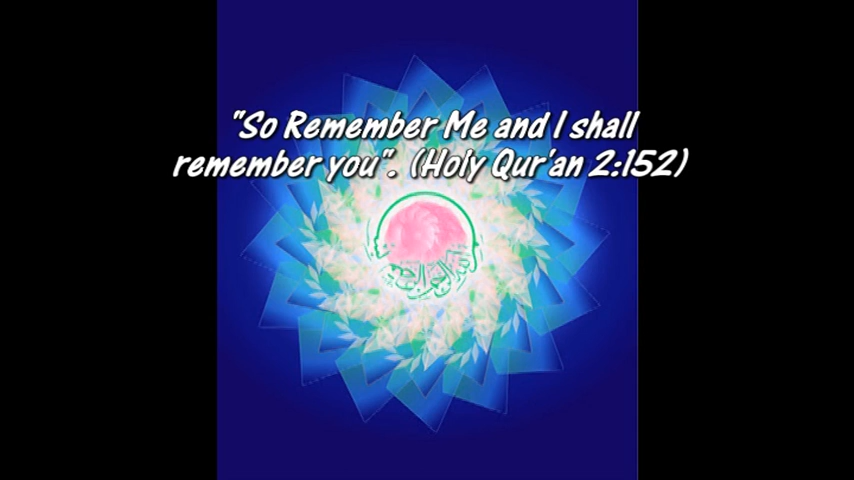 "So Remember Me and I shall
remember you". (Holy Qur'an 2:152)